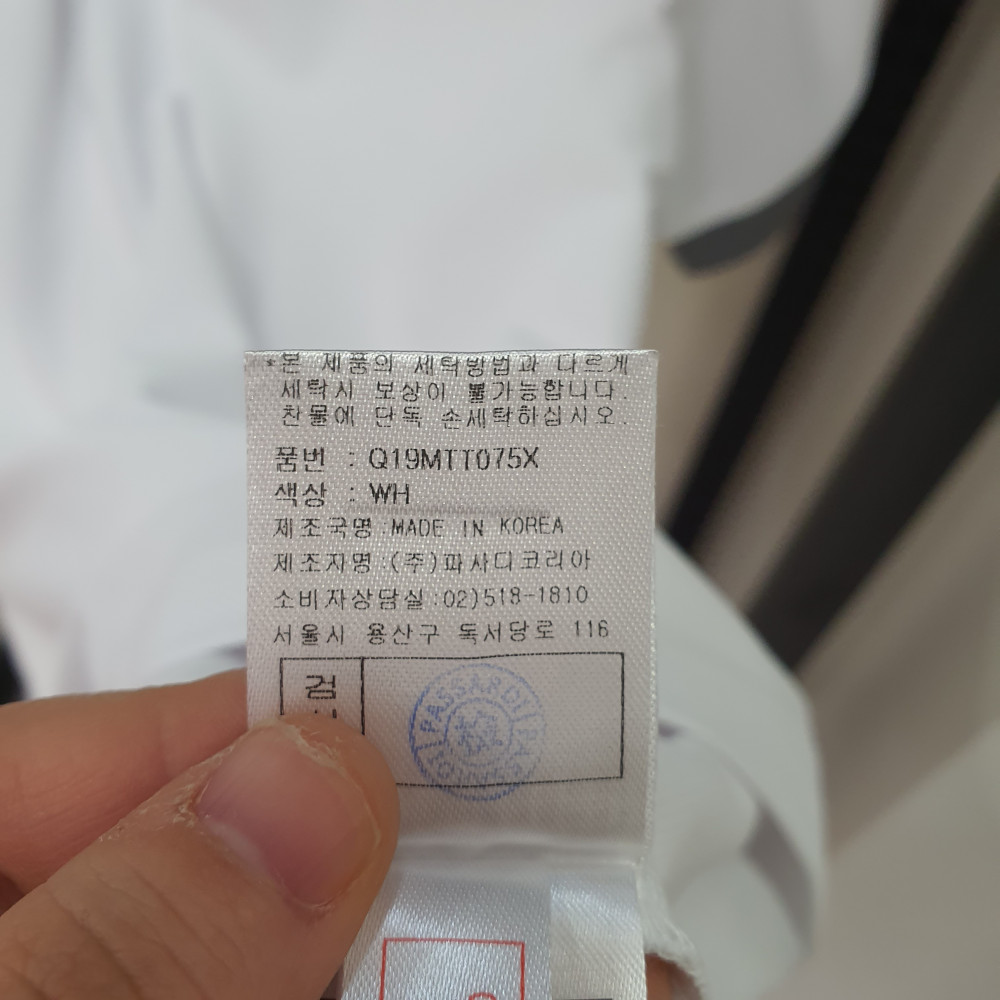 *본 제품의 세탁방법과 다르게
세탁시 보상이 불가능합니다.
찬물에 단독 손세탁하십시오.
품번 : Q19MTT075X
색상 : WH
제조국명:MADE IN KOREA
제조자명:(주)파사디코리아
소비자상담실:02)518-1810
서울시 용산구 독서당로 116
검
PASSARDI
檢